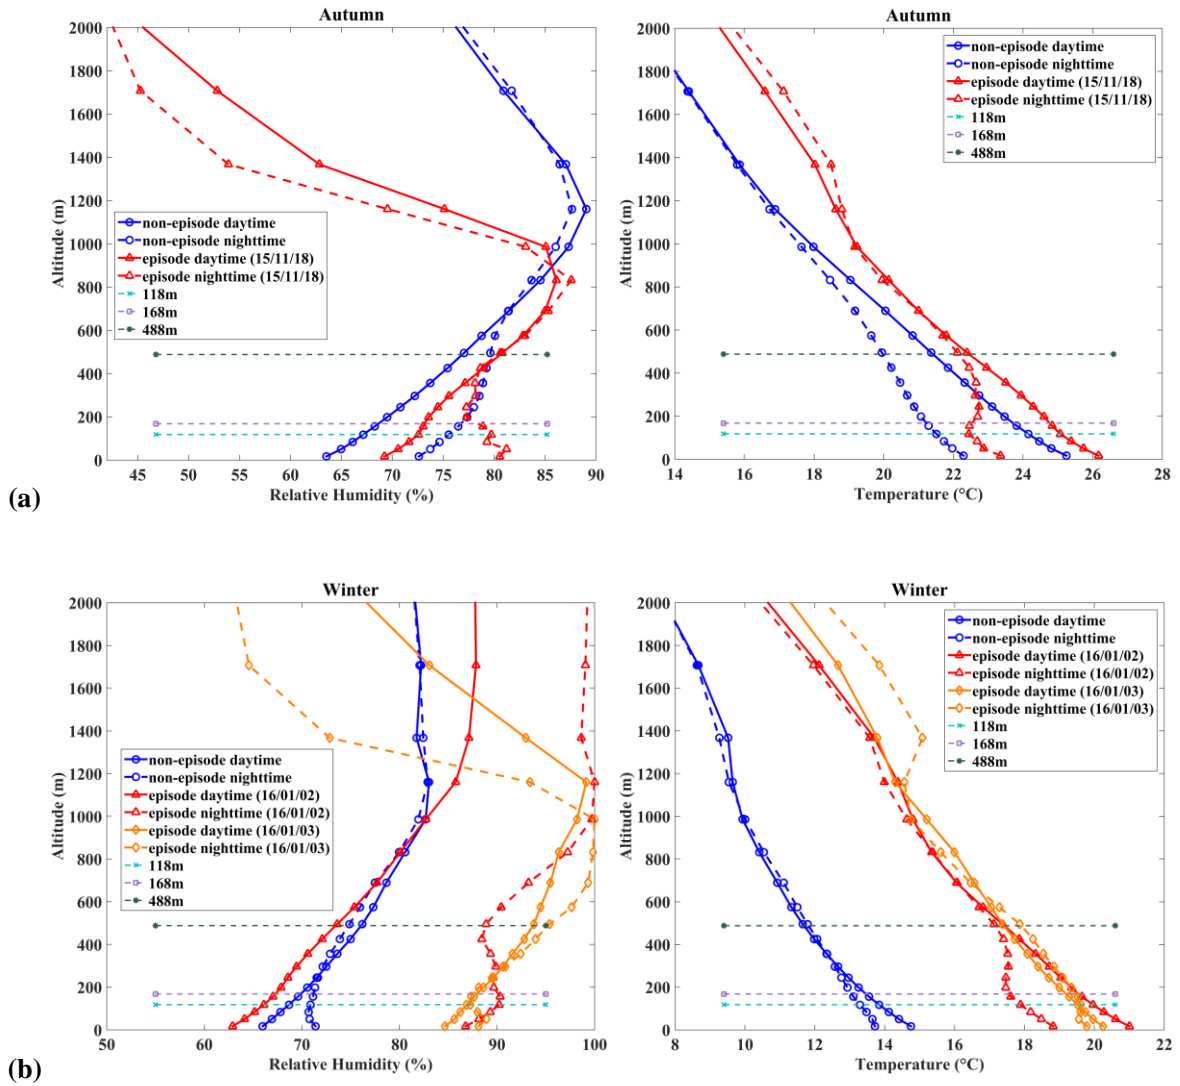 Autumn
2000
1800
1600
1400
1200
1000
800
600
400
200
0
Altitude (m)
non-episode daytime
non-episode nighttime
episode daytime (15/11/18)
episode nighttime (15/11/18)
118m
168m
488m
45 50 55 60 65 70 75 80 85 90
Relative Humidity (%)
(a)
Autumn
2000
1800
1600
1400
1200
1000
800
600
400
200
0
Altitude (m)
non-episode daytime
non-episode nighttime
episode daytime (15/11/18)
episode nighttime (15/11/18)
118m
168m
488m
14 16 18 20 22 24 26 28
Temperature (°C)
Winter
2000
1800
1600
1400
1200
1000
800
600
400
200
0
Altitude (m)
non-episode daytime
non-episode nighttime
episode daytime (16/01/02)
episode nighttime (16/01/02)
episode daytime (16/01/03)
episode nighttime (16/01/03)
118m
168m
488m
50 60 70 80 90 100
Relative Humidity (%)
(b)
Winter
2000
1800
1600
1400
1200
1000
800
600
400
200
0
Altitude (m)
non-episode daytime
non-episode nighttime
episode daytime (16/01/02)
episode nighttime (16/01/02)
episode daytime (16/01/03)
episode nighttime (16/01/03)
118m
168m
488m
8 10 12 14 16 18 20 22
Temperature (°C)